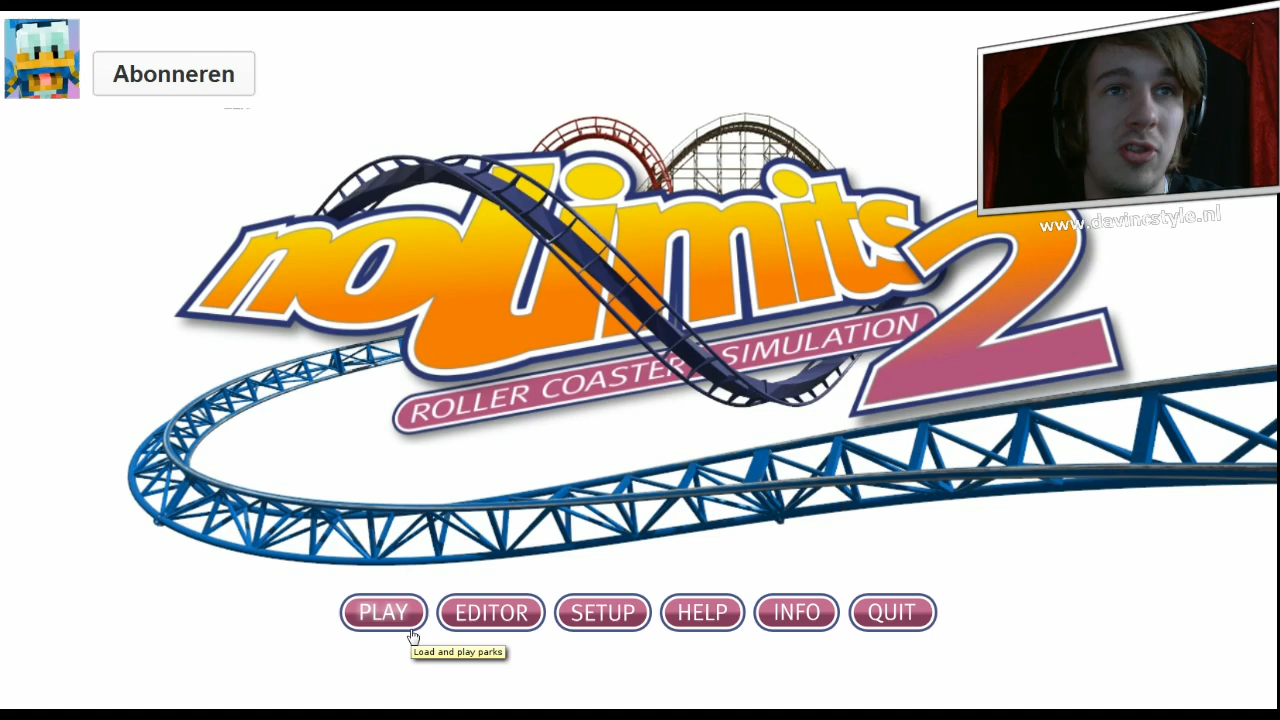 Abonneren
www.davincstyle.nl
noLimits 2
ROLLER COASTER SIMULATION
PLAY EDITOR SETUP HELP INFO QUIT
Load and play parks